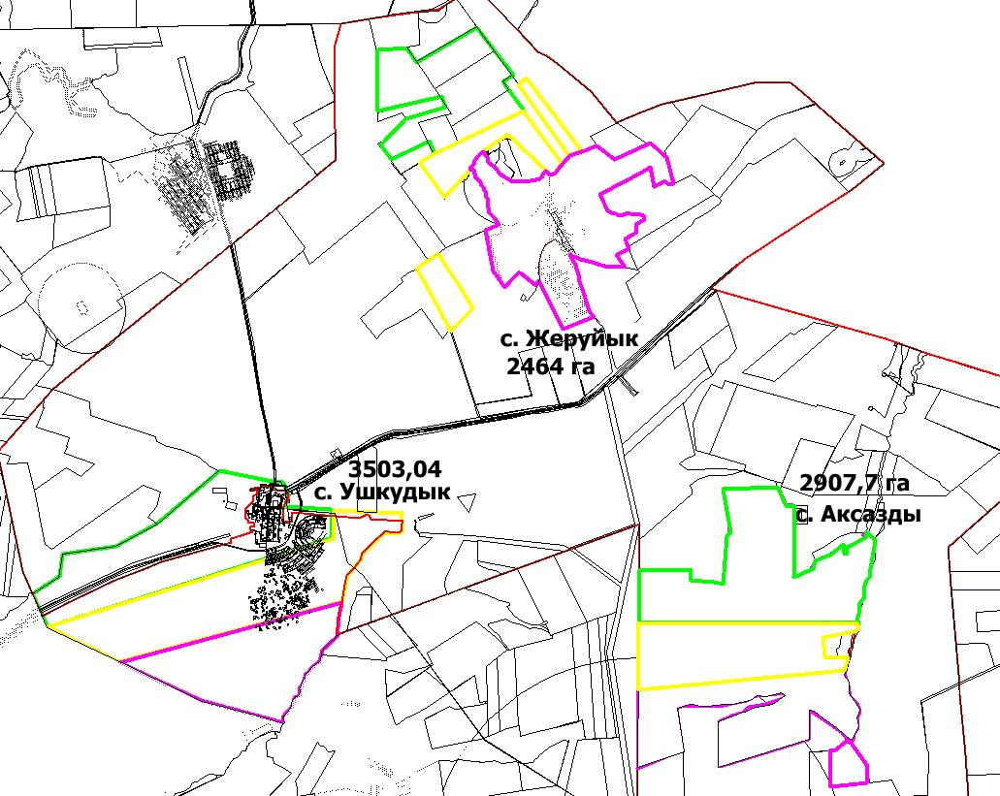 с. Жеруйык
2464 га
3503,04
с. Ушкудык
2907,7 га
с. Аксазды